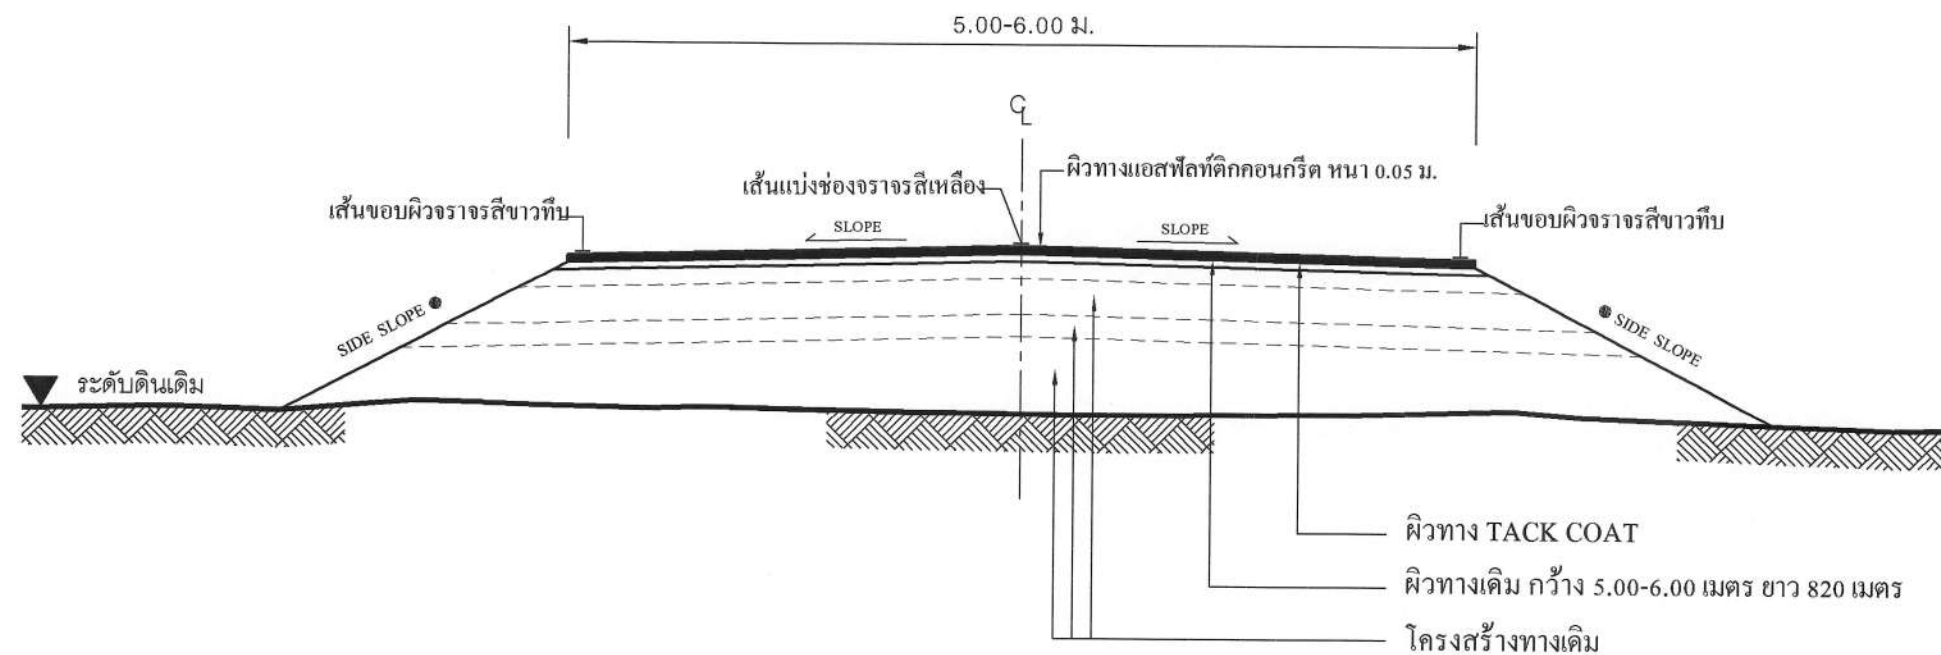 5.00-6.00 ม.
CL
ผิวทางแอสฟัลท์ติกคอนกรีต หนา 0.05 ม.
เส้นแบ่งช่องจราจรสีเหลือง
เส้นขอบผิวจราจรสีขาวทึบ
เส้นขอบผิวจราจรสีขาวทึบ
SLOPE
SLOPE
SIDE SLOPE
SIDE SLOPE
ระดับดินเดิม
ผิวทาง TACK COAT
ผิวทางเดิม กว้าง 5.00-6.00 เมตร ยาว 820 เมตร
โครงสร้างทางเดิม